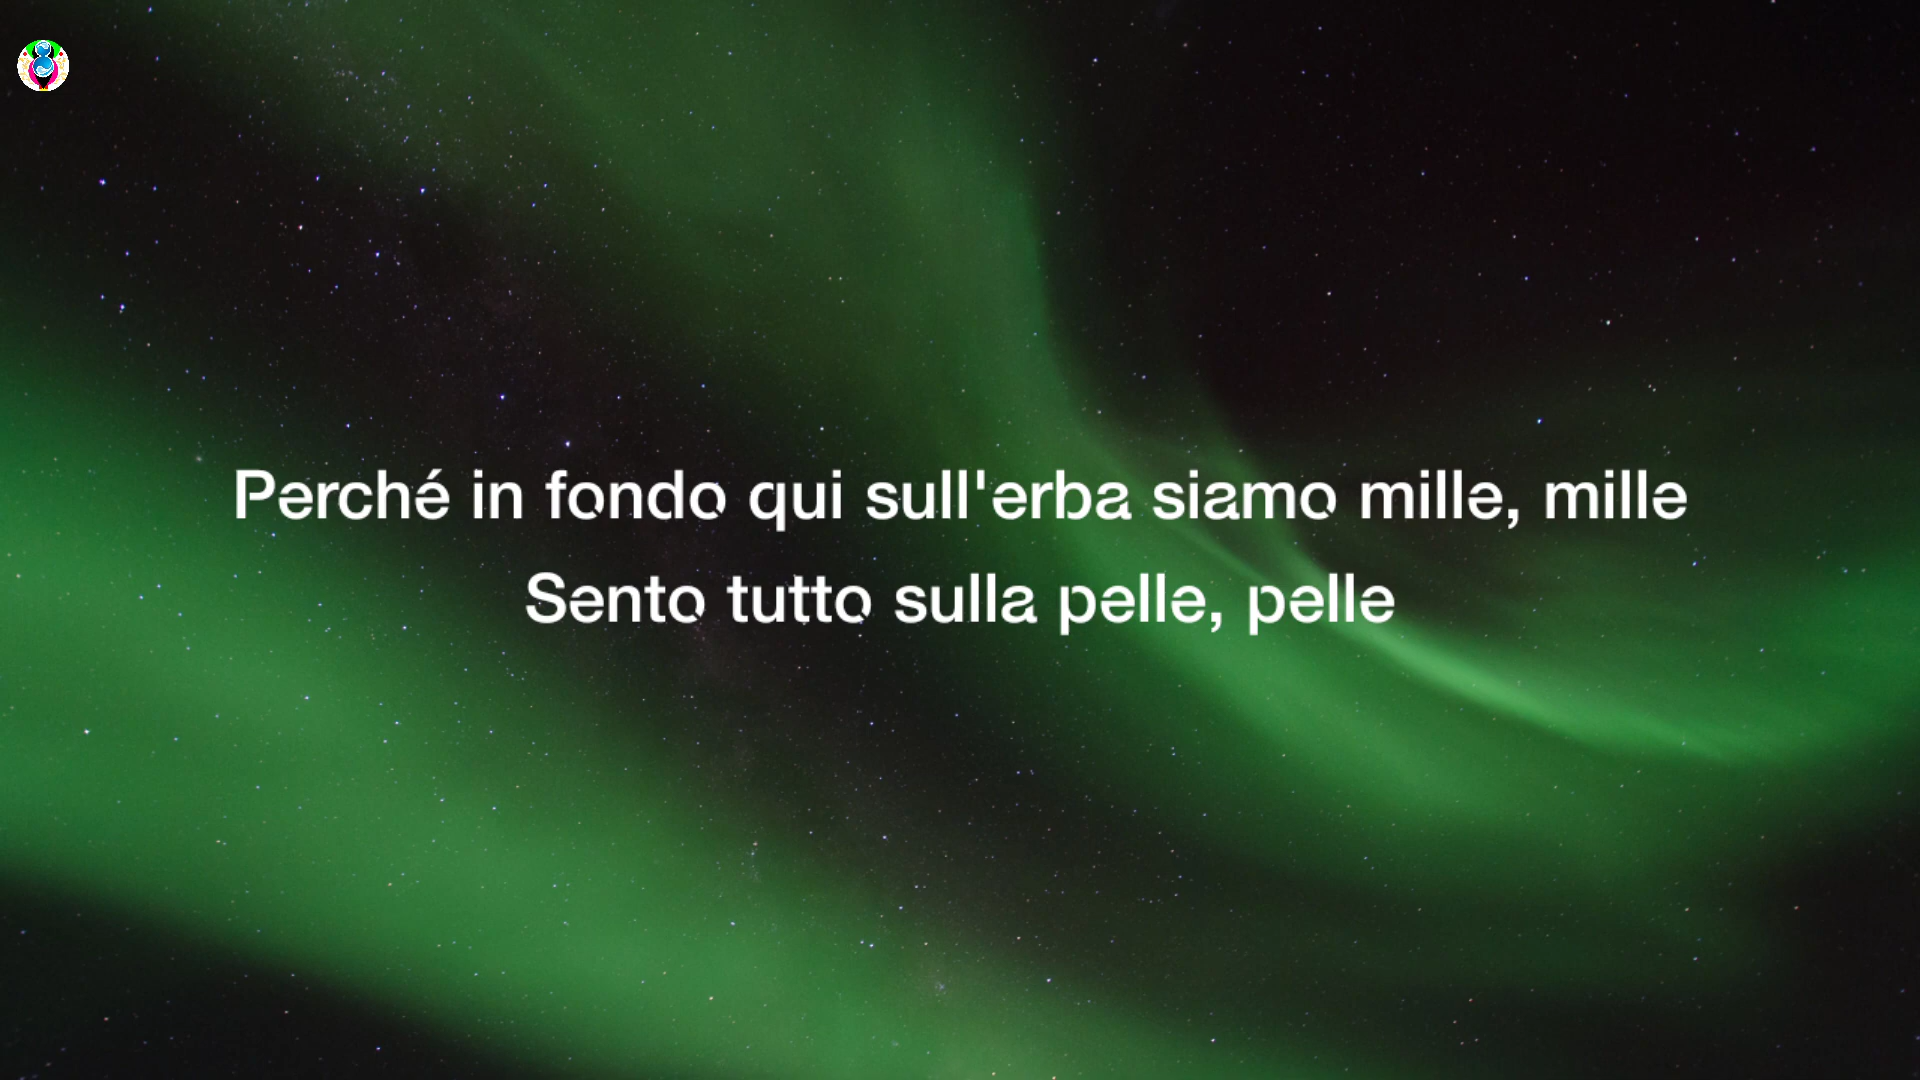 Perché in fondo qui sull'erba siamo mille, mille
Sento tutto sulla pelle, pelle